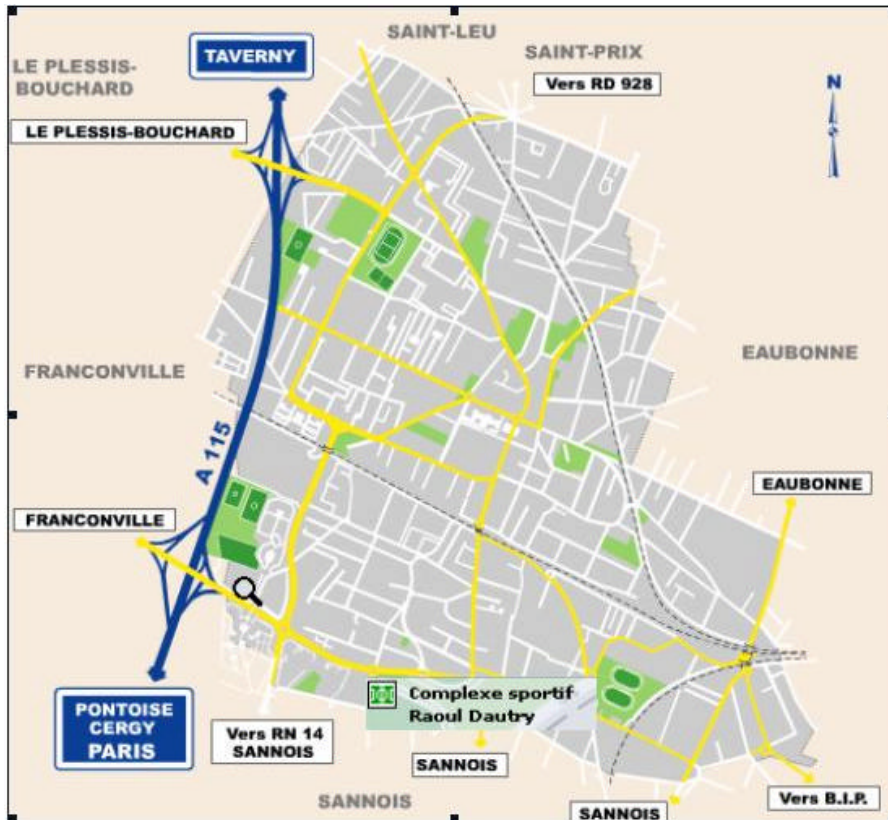 SAINT-LEU
SAINT-PRIX
TAVERNY
LE PLESSIS-
BOUCHARD
Vers RD 928
N
LE PLESSIS-BOUCHARD
EAUBONNE
FRANCONVILLE
A 115
EAUBONNE
FRANCONVILLE
Complexe sportif
Raoul Dautry
PONTOISE
CERGY
PARIS
Vers RN 14
SANNOIS
SANNOIS
Vers B.I.P.
SANNOIS
SANNOIS